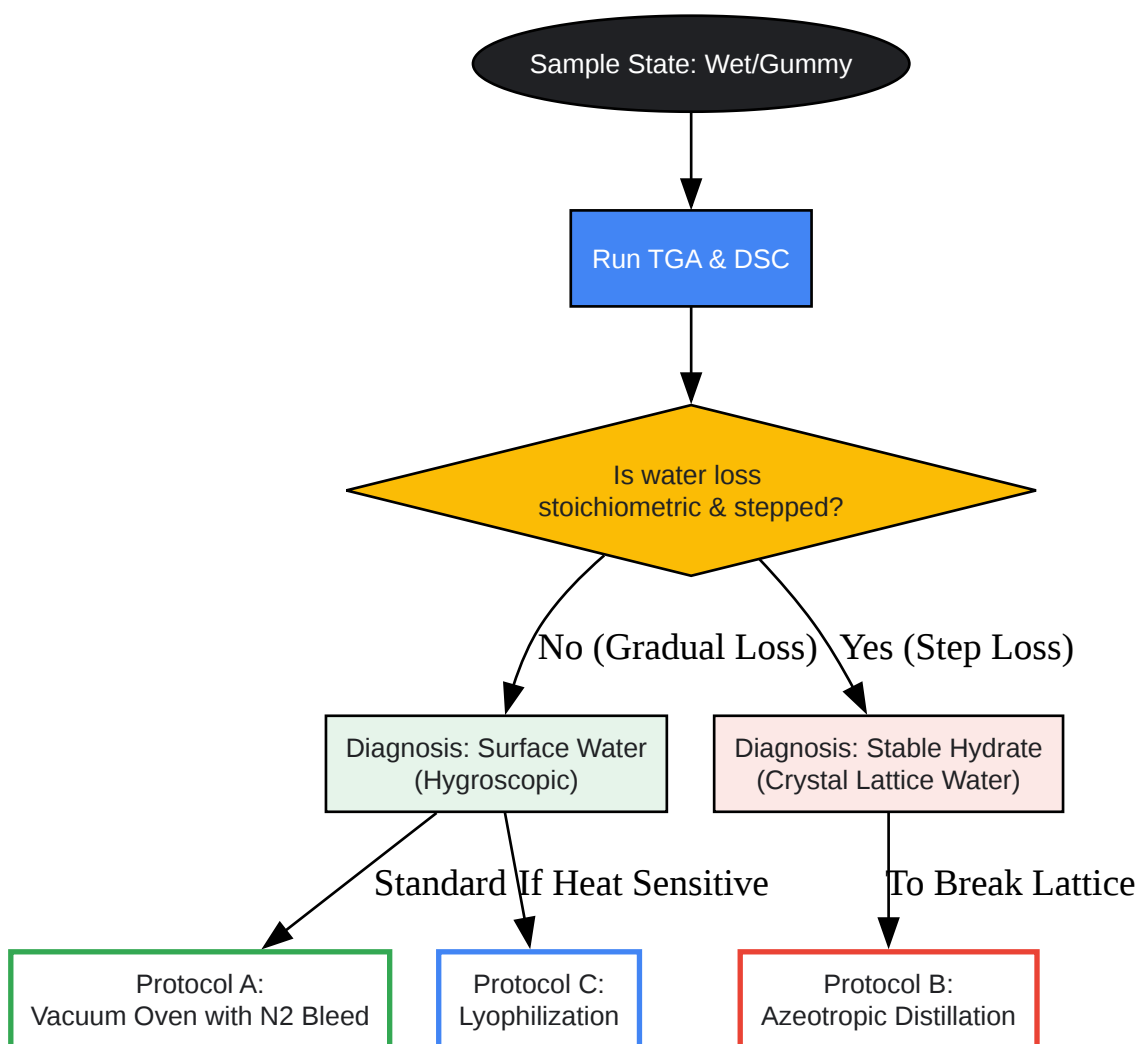 Sample State: Wet/Gummy
Run TGA & DSC
Is water loss
stoichiometric & stepped?
No (Gradual Loss)
Yes (Step Loss)
Diagnosis: Surface Water
(Hygroscopic)
Diagnosis: Stable Hydrate
(Crystal Lattice Water)
Standard
If Heat Sensitive
To Break Lattice
Protocol A:
Vacuum Oven with N2 Bleed
Protocol C:
Lyophilization
Protocol B:
Azeotropic Distillation